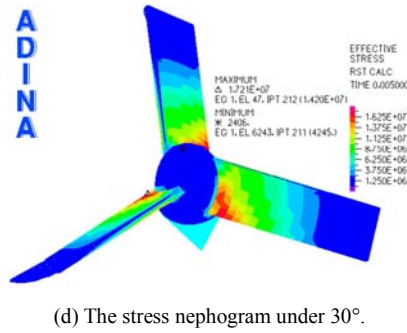 ADINA
MAXIMUM
Δ 1.721E+07
EG 1, EL 47, IPT 212 (1.420E+07)
MINIMUM
✳ 2406.
EG 1, EL 6243, IPT 211 (4245.)
EFFECTIVE
STRESS
RST CALC
TIME 0.005000
1.625E+07
1.375E+07
1.125E+07
8.750E+06
6.250E+06
3.750E+06
1.250E+06
(d) The stress nephogram under 30°.